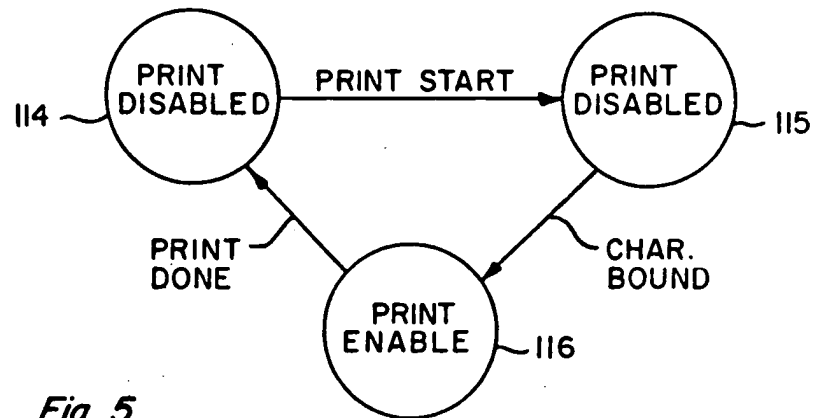 PRINT
DISABLED
PRINT START
PRINT
DISABLED
114
115
PRINT
DONE
CHAR.
BOUND
PRINT
ENABLE
116
Fig. 5